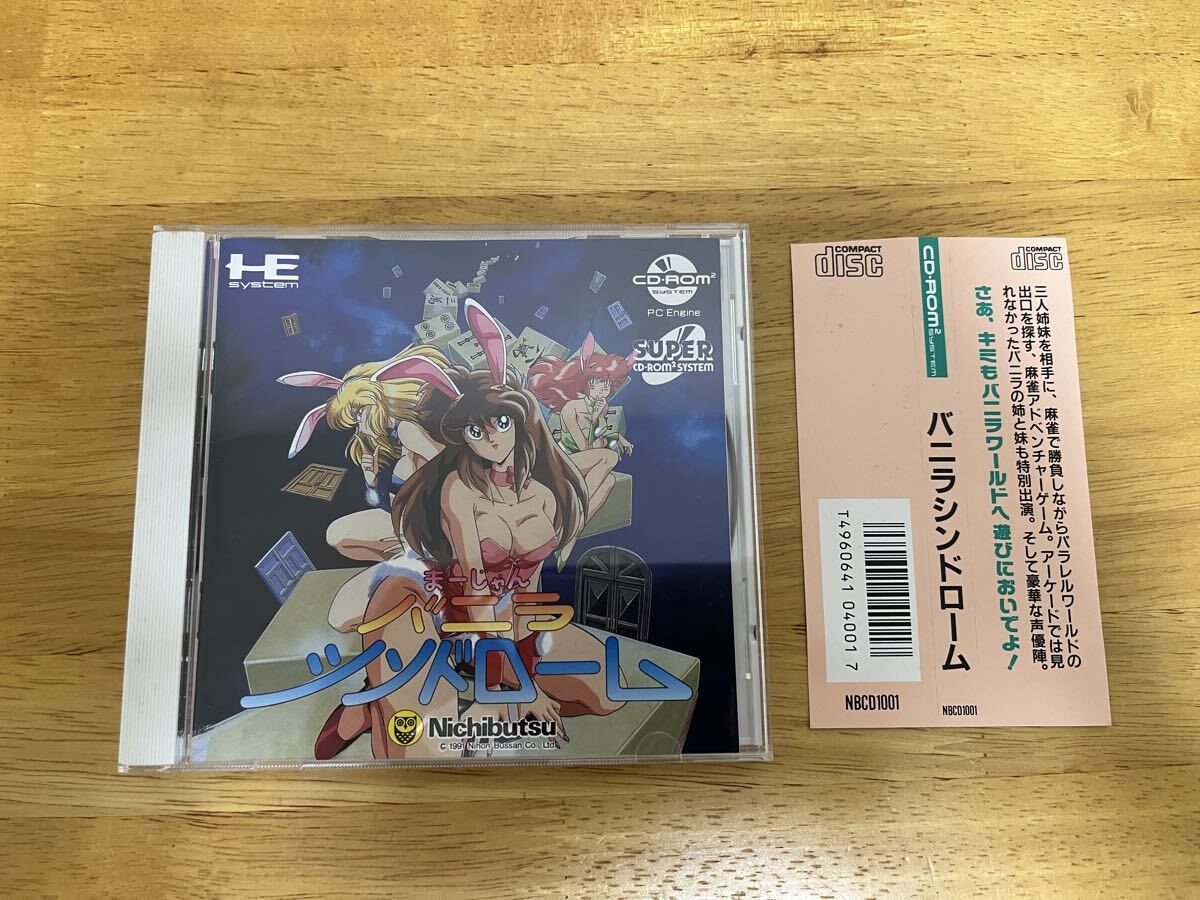 HE
system
CD-ROM²
SYSTEM
PC Engine
SUPER
CD-ROM² SYSTEM
まーじゃん
バニラ
シンドローム
Nichibutsu
© 1991 Nihon Bussan Co., Ltd.
COMPACT
disc
T4960641 040017
NBCD1001
CD-ROM²
SYSTEM
バニラシンドローム
NBCD1001
COMPACT
disc
三人姉妹を相手に、麻雀で勝負しながらパラレルワールドの
出口を探す、麻雀アドベンチャーゲーム。アーケードでは見
れなかったバニラの姉と妹も特別出演。そして豪華な声優陣。
さあ、キミもバニラワールドへ遊びにおいでよ!